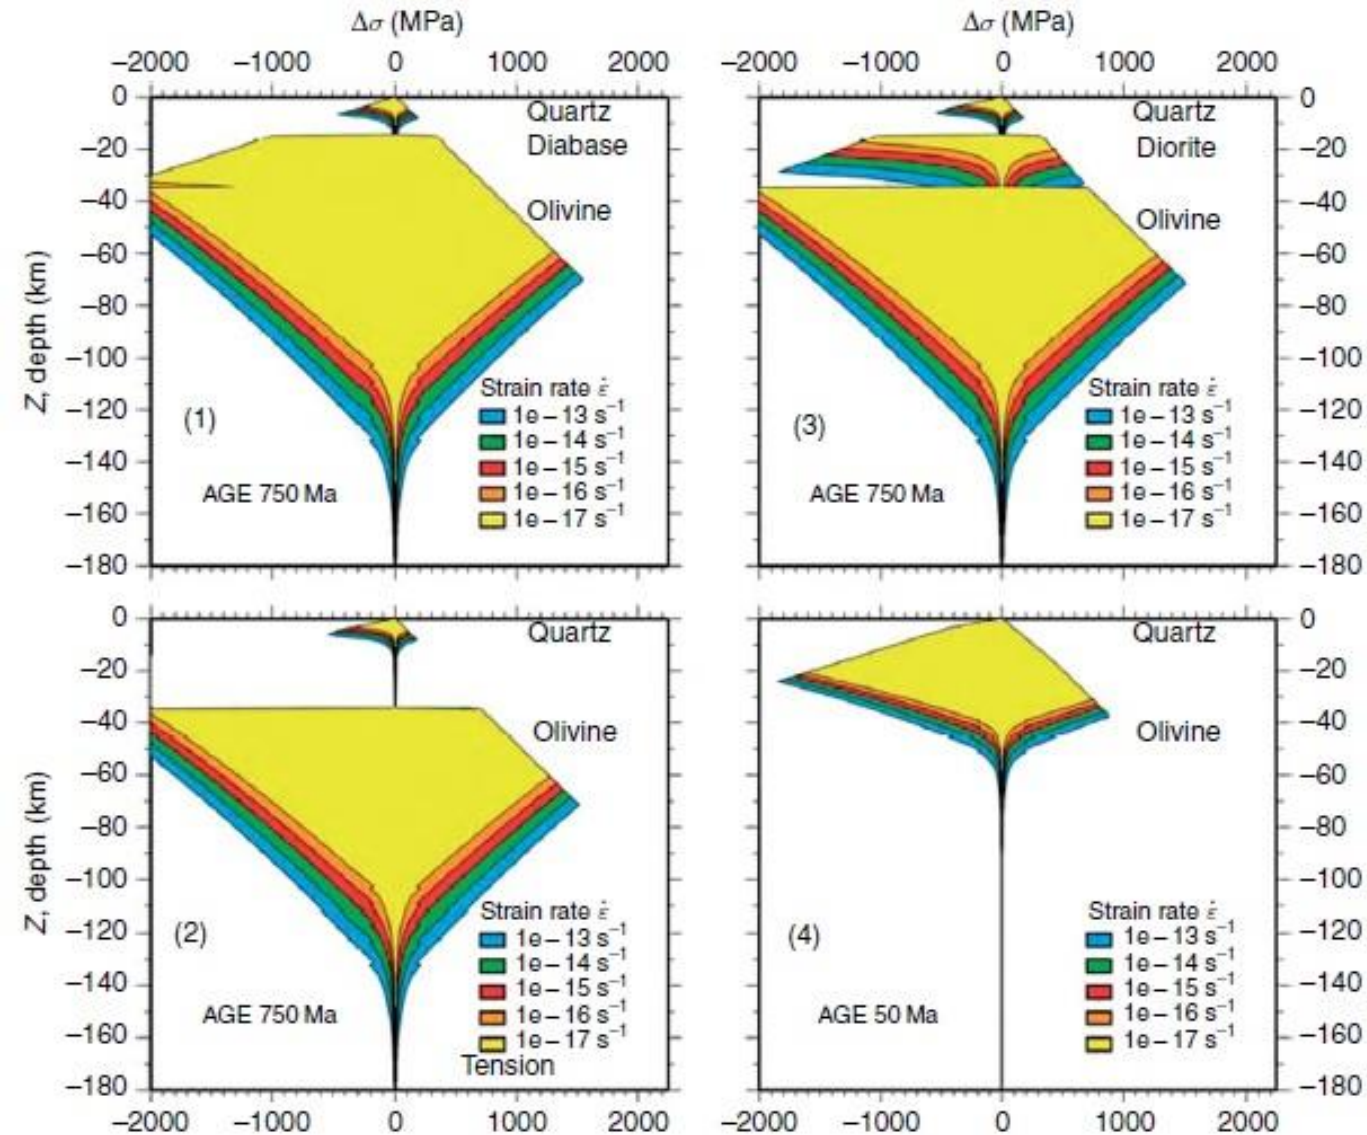 Δσ (MPa)
Δσ (MPa)
−2000 −1000 0 1000 2000
−2000 −1000 0 1000 2000
Z, depth (km)
0
−20
−40
−60
−80
−100
−120
−140
−160
−180
Quartz
Diabase
Olivine
(1)
AGE 750 Ma
Strain rate ε̇
1e−13 s⁻¹
1e−14 s⁻¹
1e−15 s⁻¹
1e−16 s⁻¹
1e−17 s⁻¹
Quartz
Diorite
Olivine
(3)
AGE 750 Ma
Strain rate ε̇
1e−13 s⁻¹
1e−14 s⁻¹
1e−15 s⁻¹
1e−16 s⁻¹
1e−17 s⁻¹
0
−20
−40
−60
−80
−100
−120
−140
−160
−180
Z, depth (km)
0
−20
−40
−60
−80
−100
−120
−140
−160
−180
Quartz
Olivine
(2)
AGE 750 Ma
Strain rate ε̇
1e−13 s⁻¹
1e−14 s⁻¹
1e−15 s⁻¹
1e−16 s⁻¹
1e−17 s⁻¹
Tension
Quartz
Olivine
(4)
AGE 50 Ma
Strain rate ε̇
1e−13 s⁻¹
1e−14 s⁻¹
1e−15 s⁻¹
1e−16 s⁻¹
1e−17 s⁻¹
0
−20
−40
−60
−80
−100
−120
−140
−160
−180
−2000 −1000 0 1000 2000
−2000 −1000 0 1000 2000